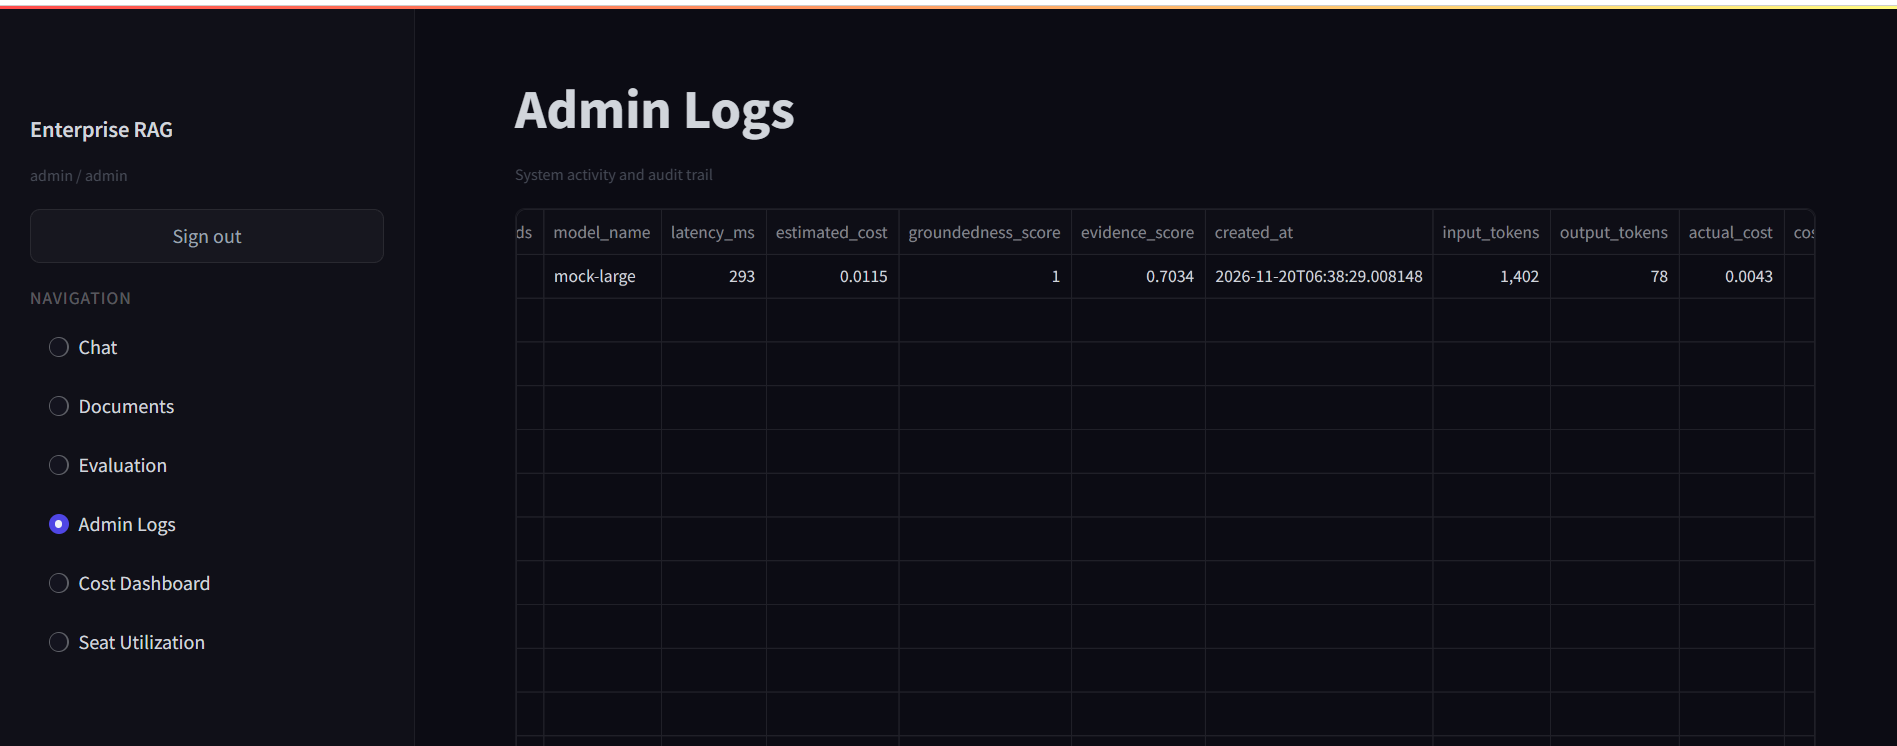 Enterprise RAG
admin / admin
Sign out
NAVIGATION
Chat
Documents
Evaluation
Admin Logs
Cost Dashboard
Seat Utilization
Admin Logs
System activity and audit trail
ds model_name latency_ms estimated_cost groundedness_score evidence_score created_at input_tokens output_tokens actual_cost cos
mock-large 293 0.0115 1 0.7034 2026-11-20T06:38:29.008148 1,402 78 0.0043